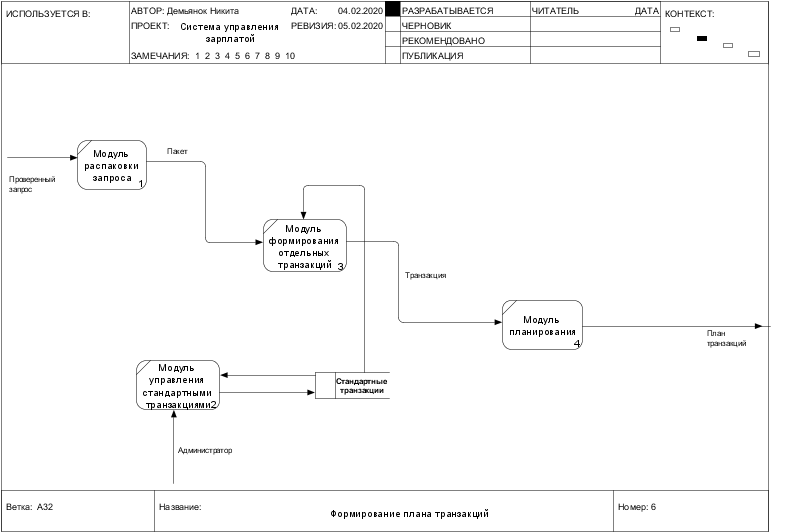 ИСПОЛЬЗУЕТСЯ В:
АВТОР: Демьянок Никита
ДАТА: 04.02.2020
ПРОЕКТ: Система управления
зарплатой
РЕВИЗИЯ: 05.02.2020
ЗАМЕЧАНИЯ: 1 2 3 4 5 6 7 8 9 10
РАЗРАБАТЫВАЕТСЯ
ЧЕРНОВИК
РЕКОМЕНДОВАНО
ПУБЛИКАЦИЯ
ЧИТАТЕЛЬ ДАТА
КОНТЕКСТ:
Проверенный
запрос
Модуль
распаковки
запроса
1
Пакет
Модуль
формирования
отдельных
транзакций 3
Транзакция
Модуль
планирования
4
План
транзакций
Модуль
управления
стандартными
транзакциями2
Стандартные
транзакции
Администратор
Ветка: A32
Название:
Формирование плана транзакций
Номер: 6